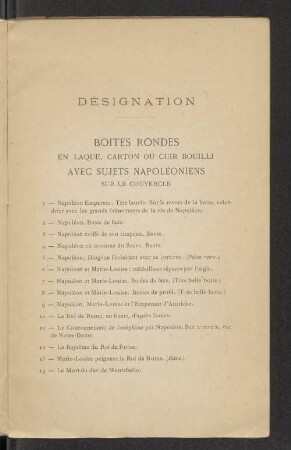 DÉSIGNATION
BOITES RONDES
EN LAQUE, CARTON OU CUIR BOUILLI
AVEC SUJETS NAPOLÉONIENS
SUR LE COUVERCLE
1 — Napoléon Empereur. Tête laurée. Sur le revers de la boîte, calen-
drier avec les grands événements de la vie de Napoléon.
2 — Napoléon. Buste de face.
3 — Napoléon coiffé de son chapeau. Buste.
4 — Napoléon en costume du Sacre. Buste.
5 — Napoléon; Diogène l'éclairant avec sa lanterne. (Pièce rare.)
6 — Napoléon et Marie-Louise; médaillons séparés par l'aigle.
7 — Napoléon et Marie-Louise. Bustes de face. (Très belle boîte.)
8 — Napoléon et Marie-Louise. Bustes de profil. (Très belle boîte.)
9 — Napoléon, Marie-Louise et l'Empereur d'Autriche.
10 — Le Roi de Rome, en buste, d'après
11 — Le Couronnement de Joséphine par Napoléon. Sur le revers, vue
de Notre-Dame.
12 — Le Baptême du Roi de Rome.
13 — Marie-Louise peignant le Roi de Rome. (Rare.)
14 — La Mort du duc de Montebello.